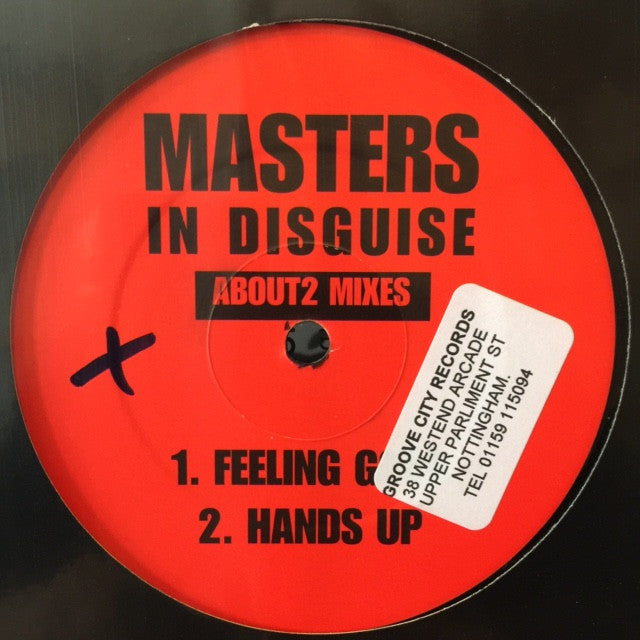 MASTERS
IN DISGUISE
ABOUT2 MIXES
1. FEELING
2. HANDS UP
GROOVE CITY RECORDS
38 WESTEND ARCADE
UPPER PARLIMENT ST
NOTTINGHAM.
TEL 01159 115094